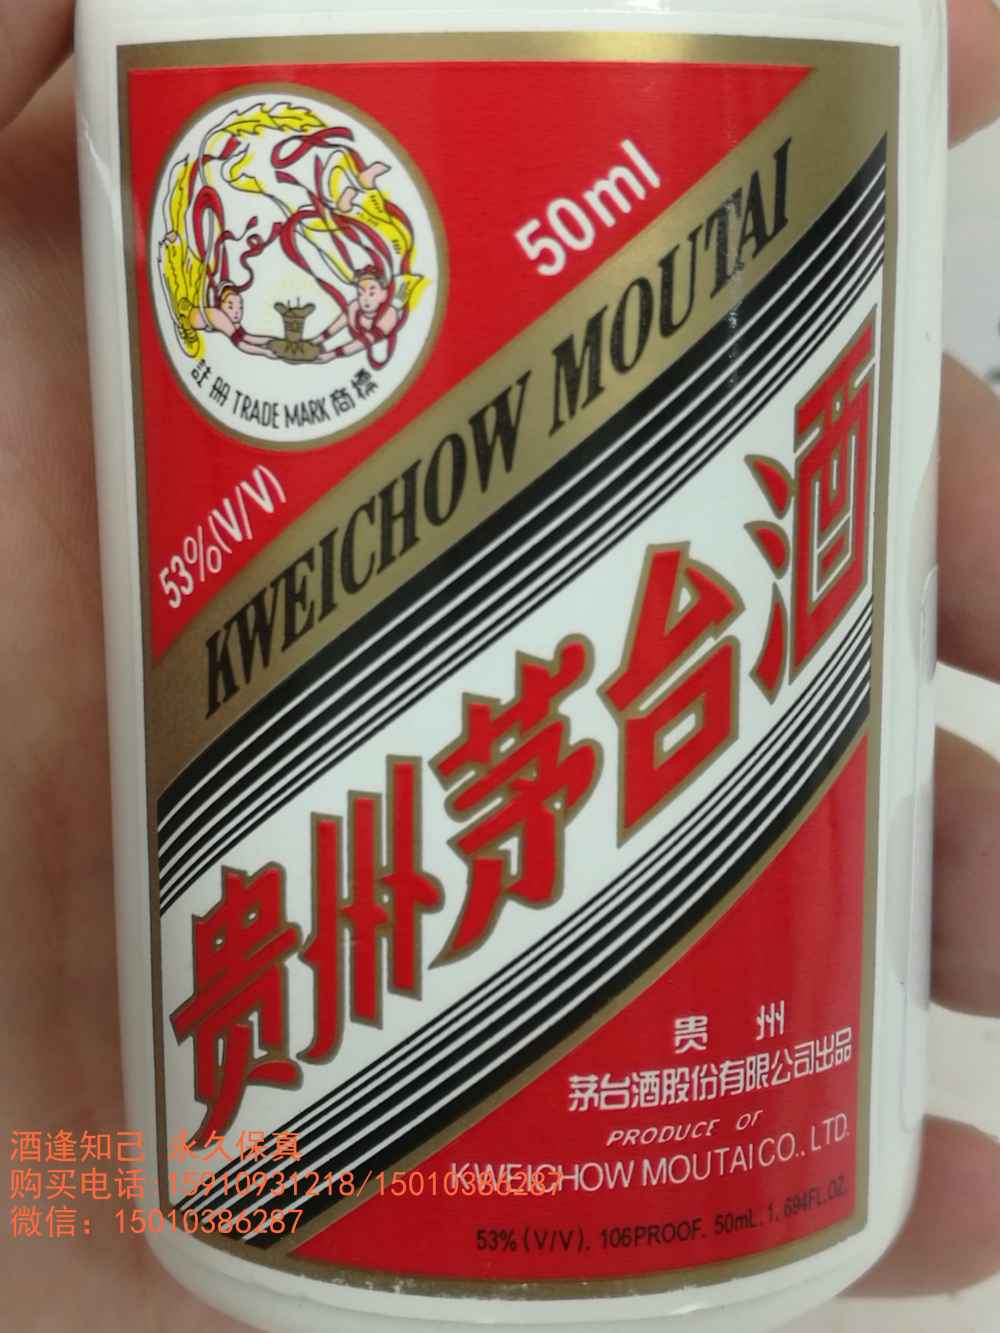 註册 TRADE MARK 商標
50ml
53%(V/V)
KWEICHOW MOUTAI
贵州茅台酒
贵 州
茅台酒股份有限公司出品
PRODUCE OF
KWEICHOW MOUTAI CO., LTD.
53% (V/V). 106PROOF. 50mL. 1. 694FL.OZ.
酒逢知己 永久保真
购买电话 15910931218/15010386287
微信：15010386287